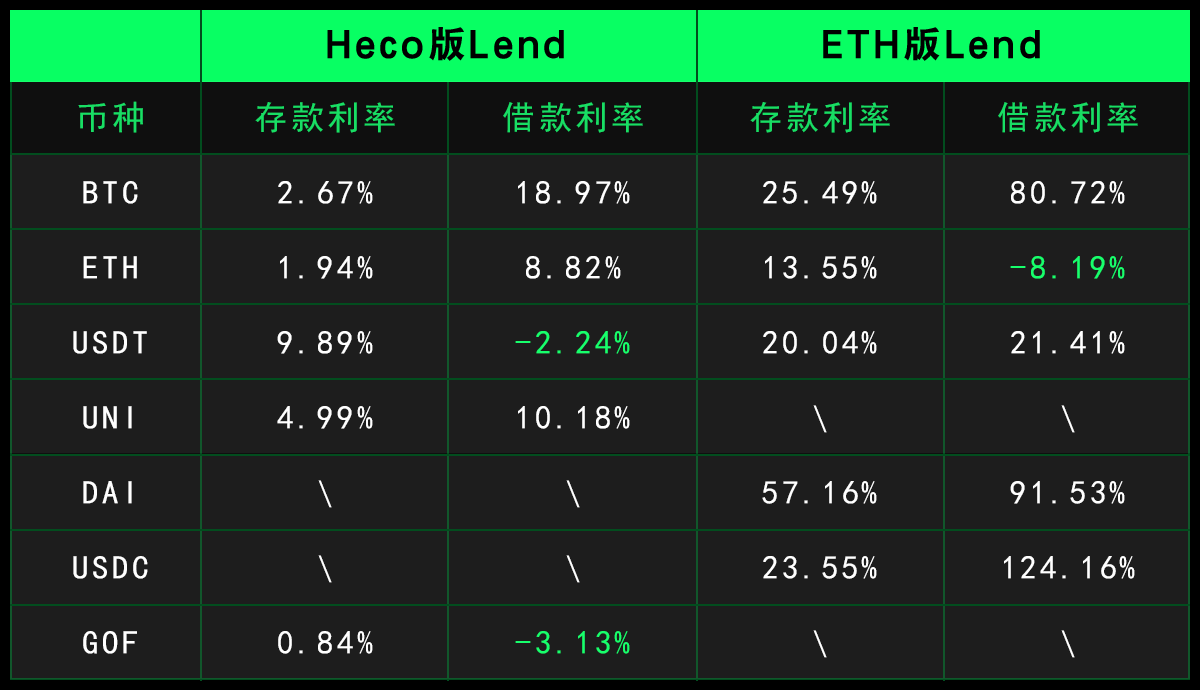 Heco版Lend ETH版Lend
币种 存款利率 借款利率 存款利率 借款利率
BTC 2.67% 18.97% 25.49% 80.72%
ETH 1.94% 8.82% 13.55% -8.19%
USDT 9.89% -2.24% 20.04% 21.41%
UNI 4.99% 10.18% \ \
DAI \ \ 57.16% 91.53%
USDC \ \ 23.55% 124.16%
GOF 0.84% -3.13% \ \